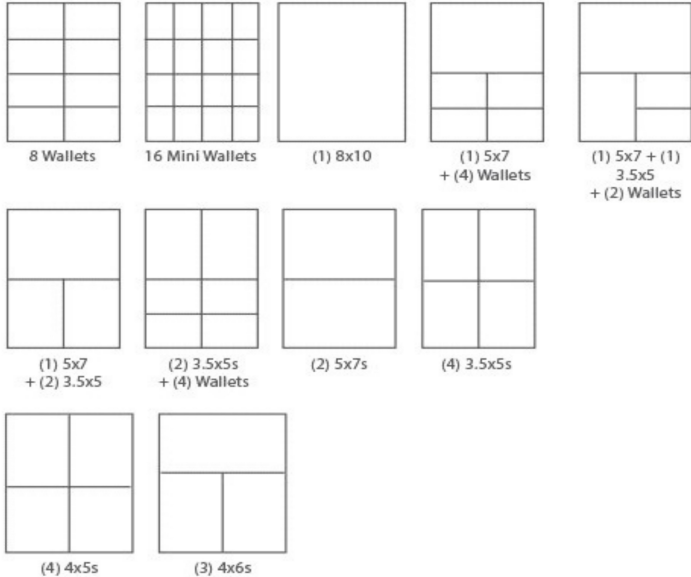 8 Wallets
16 Mini Wallets
(1) 8x10
(1) 5x7
+ (4) Wallets
(1) 5x7 + (1)
3.5x5
+ (2) Wallets
(1) 5x7
+ (2) 3.5x5
(2) 3.5x5s
+ (4) Wallets
(2) 5x7s
(4) 3.5x5s
(4) 4x5s
(3) 4x6s